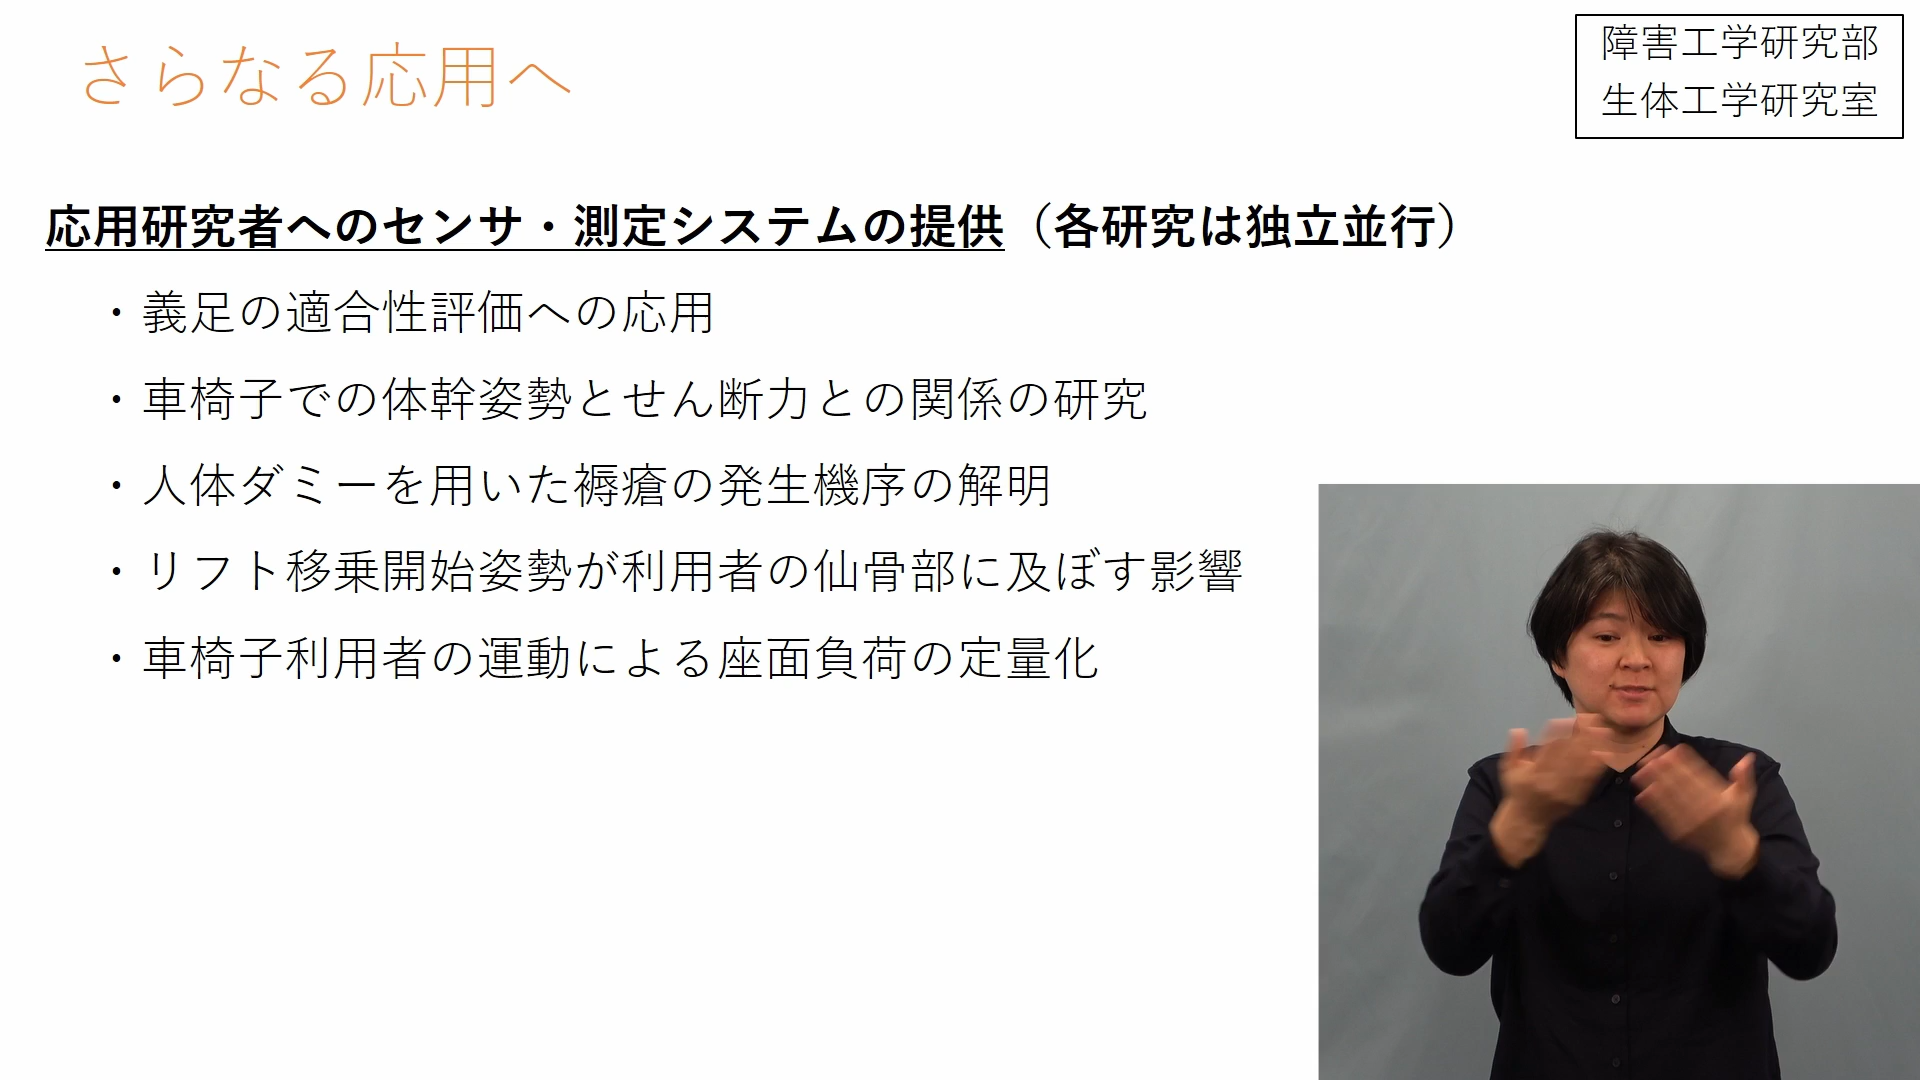 さらなる応用へ
障害工学研究部
生体工学研究室
応用研究者へのセンサ・測定システムの提供（各研究は独立並行）
・義足の適合性評価への応用
・車椅子での体幹姿勢とせん断力との関係の研究
・人体ダミーを用いた褥瘡の発生機序の解明
・リフト移乗開始姿勢が利用者の仙骨部に及ぼす影響
・車椅子利用者の運動による座面負荷の定量化